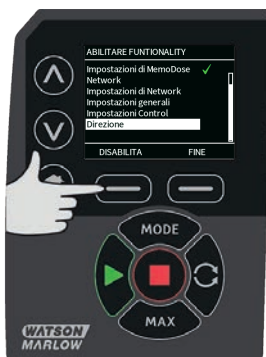 ABILITARE FUNTIONALITY
Impostazioni di MemoDose
Network
Impostazioni di Network
Impostazioni generali
Impostazioni Control
Direzione
DISABILITA FINE
MODE
MAX
WATSON
MARLOW